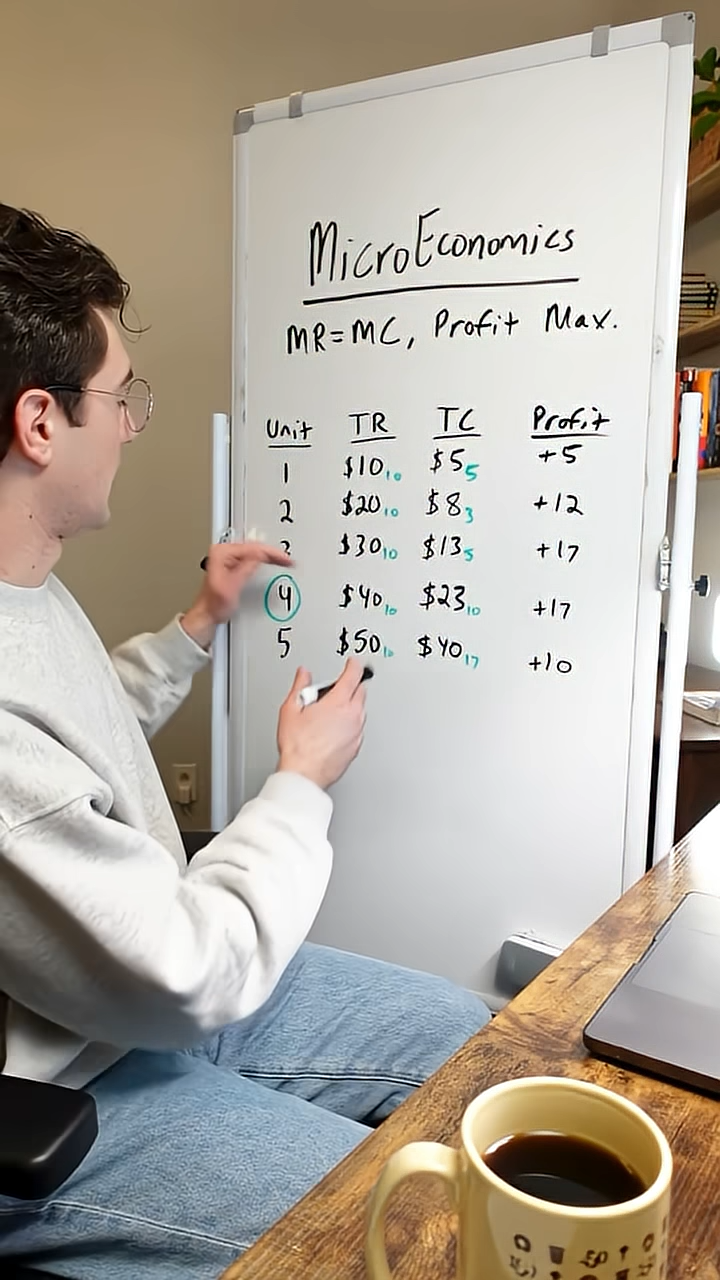 MicroEconomics
MR=MC, Profit Max.
Unit TR TC Profit
1 $10 10 $5 5 +5
2 $20 10 $8 3 +12
$30 10 $13 5 +17
4 $40 10 $23 10 +17
5 $50 10 $40 17 +10